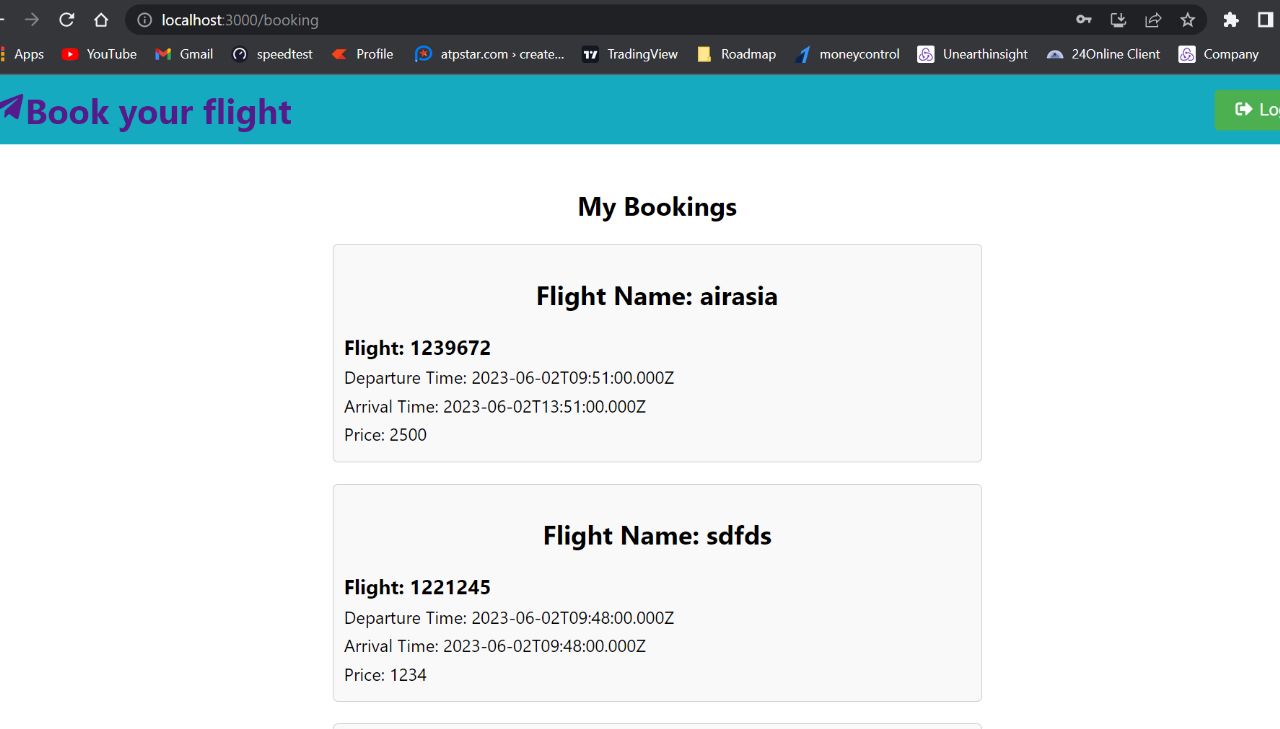 localhost:3000/booking
Apps YouTube Gmail speedtest Profile atpstar.com › create... TradingView Roadmap moneycontrol Unearthinsight 24Online Client Company
Book your flight
My Bookings
Flight Name: airasia
Flight: 1239672
Departure Time: 2023-06-02T09:51:00.000Z
Arrival Time: 2023-06-02T13:51:00.000Z
Price: 2500
Flight Name: sdfds
Flight: 1221245
Departure Time: 2023-06-02T09:48:00.000Z
Arrival Time: 2023-06-02T09:48:00.000Z
Price: 1234